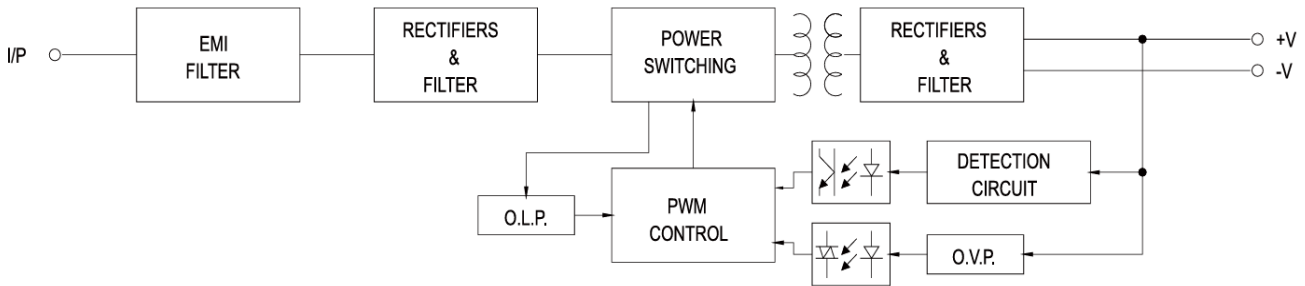 I/P
EMI
FILTER
RECTIFIERS
&
FILTER
POWER
SWITCHING
RECTIFIERS
&
FILTER
+V
-V
DETECTION
CIRCUIT
O.L.P.
PWM
CONTROL
O.V.P.